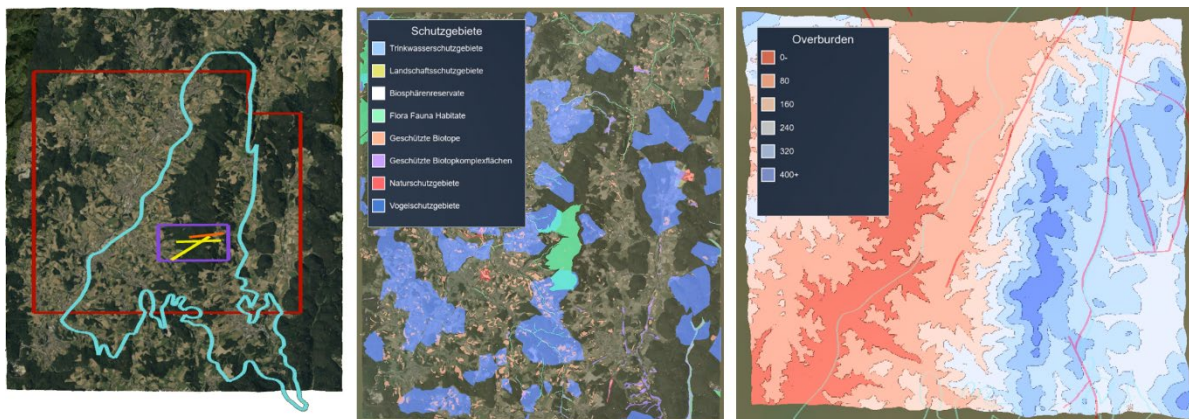 Schutzgebiete
Trinkwasserschutzgebiete
Landschaftsschutzgebiete
Biosphärenreservate
Flora Fauna Habitate
Geschützte Biotope
Geschützte Biotopkomplexflächen
Naturschutzgebiete
Vogelschutzgebiete
Overburden
0-
80
160
240
320
400+